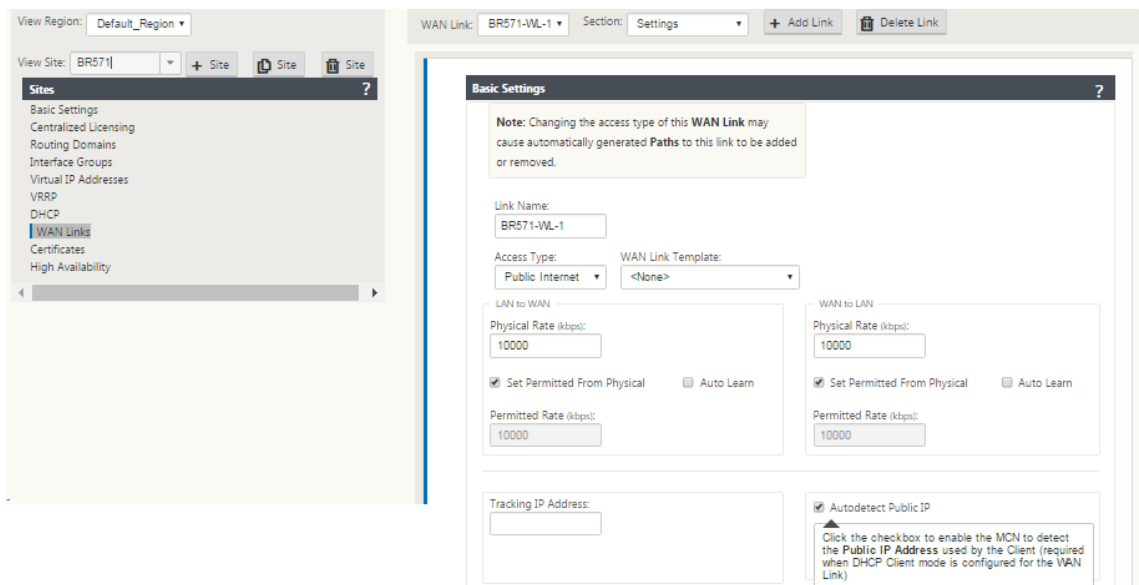 View Region: Default_Region
View Site: BR571 + Site Site Site
Sites ?
Basic Settings
Centralized Licensing
Routing Domains
Interface Groups
Virtual IP Addresses
VRRP
DHCP
WAN Links
Certificates
High Availability
WAN Link: BR571-WL-1 Section: Settings + Add Link Delete Link
Basic Settings ?
Note: Changing the access type of this WAN Link may
cause automatically generated Paths to this link to be added
or removed.
Link Name:
BR571-WL-1
Access Type: WAN Link Template:
Public Internet <None>
LAN to WAN
Physical Rate (kbps):
10000
Set Permitted From Physical Auto Learn
Permitted Rate (kbps):
10000
WAN to LAN
Physical Rate (kbps):
10000
Set Permitted From Physical Auto Learn
Permitted Rate (kbps):
10000
Tracking IP Address:
Autodetect Public IP
Click the checkbox to enable the MCN to detect
the Public IP Address used by the Client (required
when DHCP Client mode is configured for the WAN
Link)